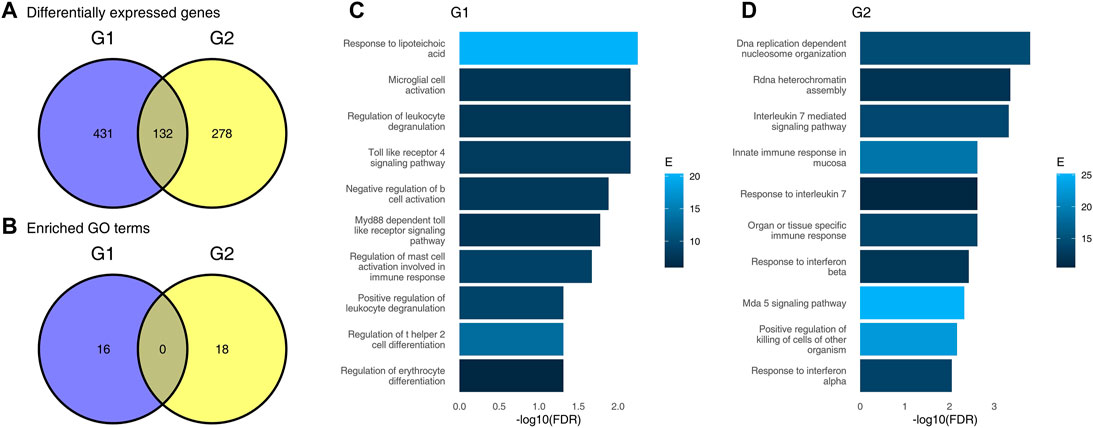 A Differentially expressed genes
G1
G2
431
132
278
B Enriched GO terms
G1
G2
16
0
18
C
G1
Response to lipoteichoic
acid
Microglial cell
activation
Regulation of leukocyte
degranulation
Toll like receptor 4
signaling pathway
Negative regulation of b
cell activation
Myd88 dependent toll
like receptor signaling
pathway
Regulation of mast cell
activation involved in
immune response
Positive regulation of
leukocyte degranulation
Regulation of t helper 2
cell differentiation
Regulation of erythrocyte
differentiation
0.0
0.5
1.0
1.5
2.0
-log10(FDR)
E
20
15
10
D
G2
Dna replication dependent
nucleosome organization
Rdna heterochromatin
assembly
Interleukin 7 mediated
signaling pathway
Innate immune response in
mucosa
Response to interleukin 7
Organ or tissue specific
immune response
Response to interferon
beta
Mda 5 signaling pathway
Positive regulation of
killing of cells of other
organism
Response to interferon
alpha
0
1
2
3
-log10(FDR)
E
25
20
15